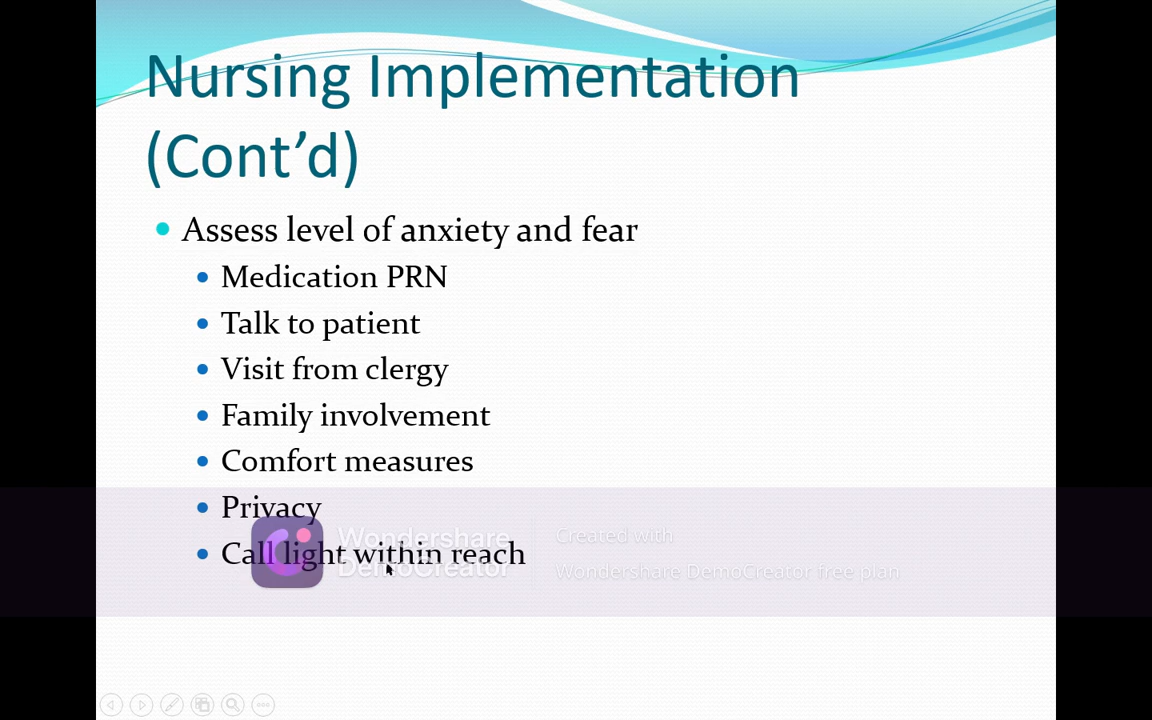 Nursing Implementation
(Cont’d)
Assess level of anxiety and fear
Medication PRN
Talk to patient
Visit from clergy
Family involvement
Comfort measures
Privacy
Call light within reach
Wondershare
DemoCreator
Created with
Wondershare DemoCreator free plan